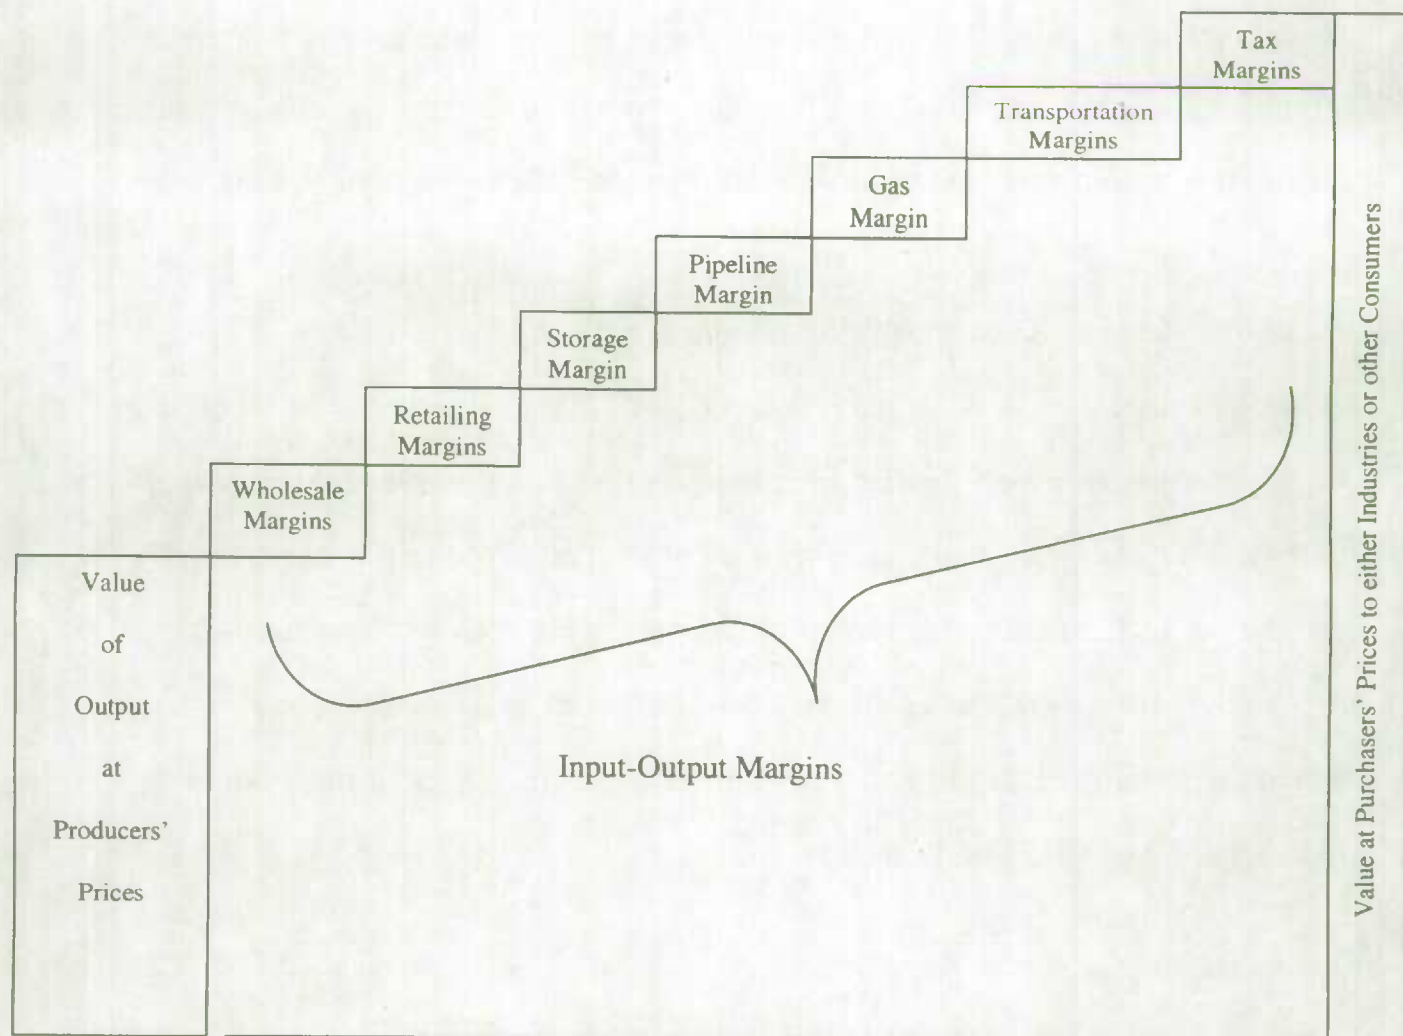 Tax
Margins
Transportation
Margins
Gas
Margin
Pipeline
Margin
Storage
Margin
Retailing
Margins
Wholesale
Margins
Value
of
Output
at
Producers’
Prices
Input-Output Margins
Value at Purchasers’ Prices to either Industries or other Consumers